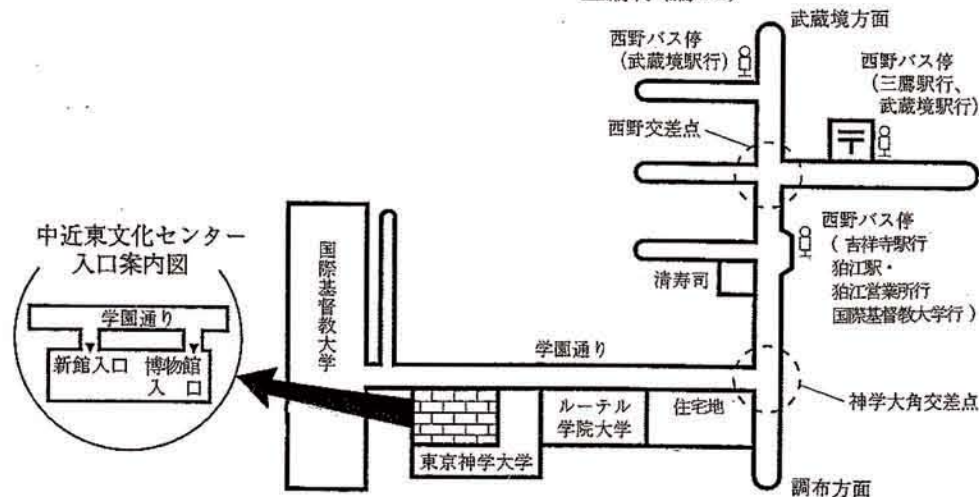 武蔵境方面
西野バス停
(武蔵境駅行)
西野バス停
(三鷹駅行、
武蔵境駅行)
〒
西野交差点
西野バス停
(吉祥寺駅行
狛江駅・
狛江営業所行
国際基督教大学行)
清寿司
中近東文化センター
入口案内図
学園通り
新館入口
博物館
入口
国際基督教大学
学園通り
ルーテル
学院大学
住宅地
東京神学大学
神学大角交差点
調布方面